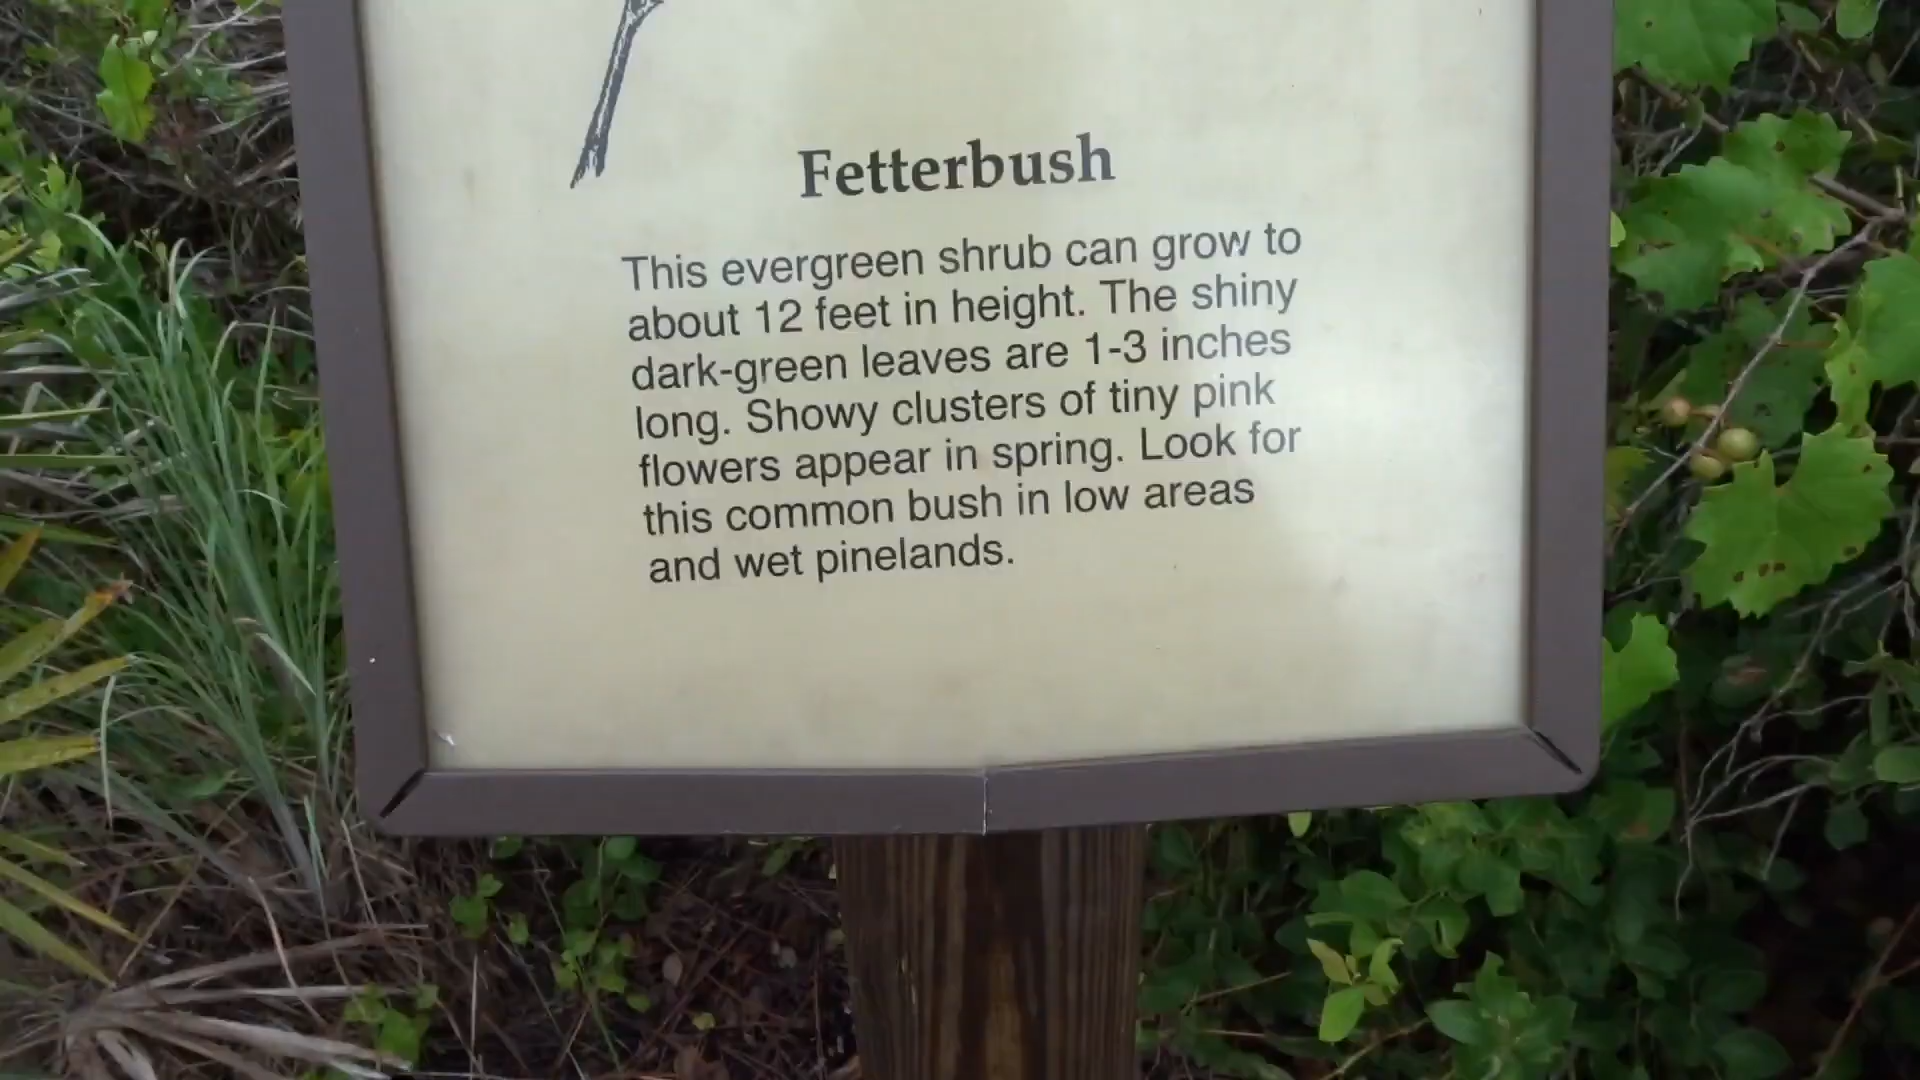 Fetterbush
This evergreen shrub can grow to
about 12 feet in height. The shiny
dark-green leaves are 1-3 inches
long. Showy clusters of tiny pink
flowers appear in spring. Look for
this common bush in low areas
and wet pinelands.